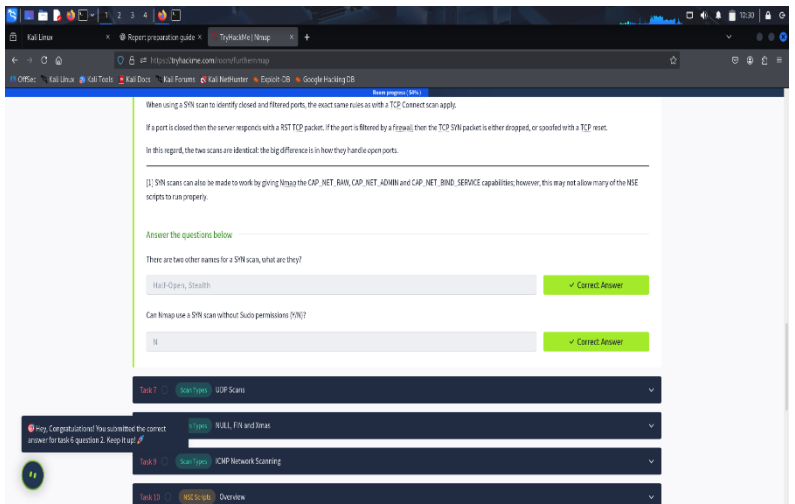 1 2 3 4
10:30
Kali Linux
Report preparation guide
TryHackMe | Nmap
https://tryhackme.com/room/furthernmap
OffSec
Kali Linux
Kali Tools
Kali Docs
Kali Forums
Kali NetHunter
Exploit-DB
Google Hacking DB
Room progress ( 54% )
When using a SYN scan to identify closed and filtered ports, the exact same rules as with a TCP Connect scan apply.
If a port is closed then the server responds with a RST TCP packet. If the port is filtered by a firewall then the TCP SYN packet is either dropped, or spoofed with a TCP reset.
In this regard, the two scans are identical: the big difference is in how they handle open ports.
[1] SYN scans can also be made to work by giving Nmap the CAP_NET_RAW, CAP_NET_ADMIN and CAP_NET_BIND_SERVICE capabilities; however, this may not allow many of the NSE
scripts to run properly.
Answer the questions below
There are two other names for a SYN scan, what are they?
Half-Open, Stealth
✓ Correct Answer
Can Nmap use a SYN scan without Sudo permissions (Y/N)?
N
✓ Correct Answer
Task 7 Scan Types UDP Scans
n Types NULL, FIN and Xmas
Hey, Congratulations! You submitted the correct
answer for task 6 question 2. Keep it up!
Task 9 Scan Types ICMP Network Scanning
Task 10 NSE Scripts Overview